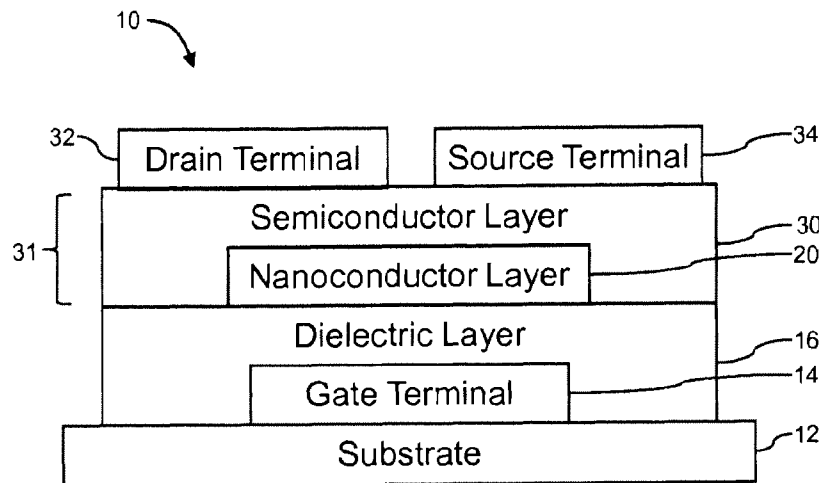 10
32
Drain Terminal
Source Terminal
34
31
Semiconductor Layer
30
Nanoconductor Layer
20
Dielectric Layer
16
Gate Terminal
14
Substrate
12